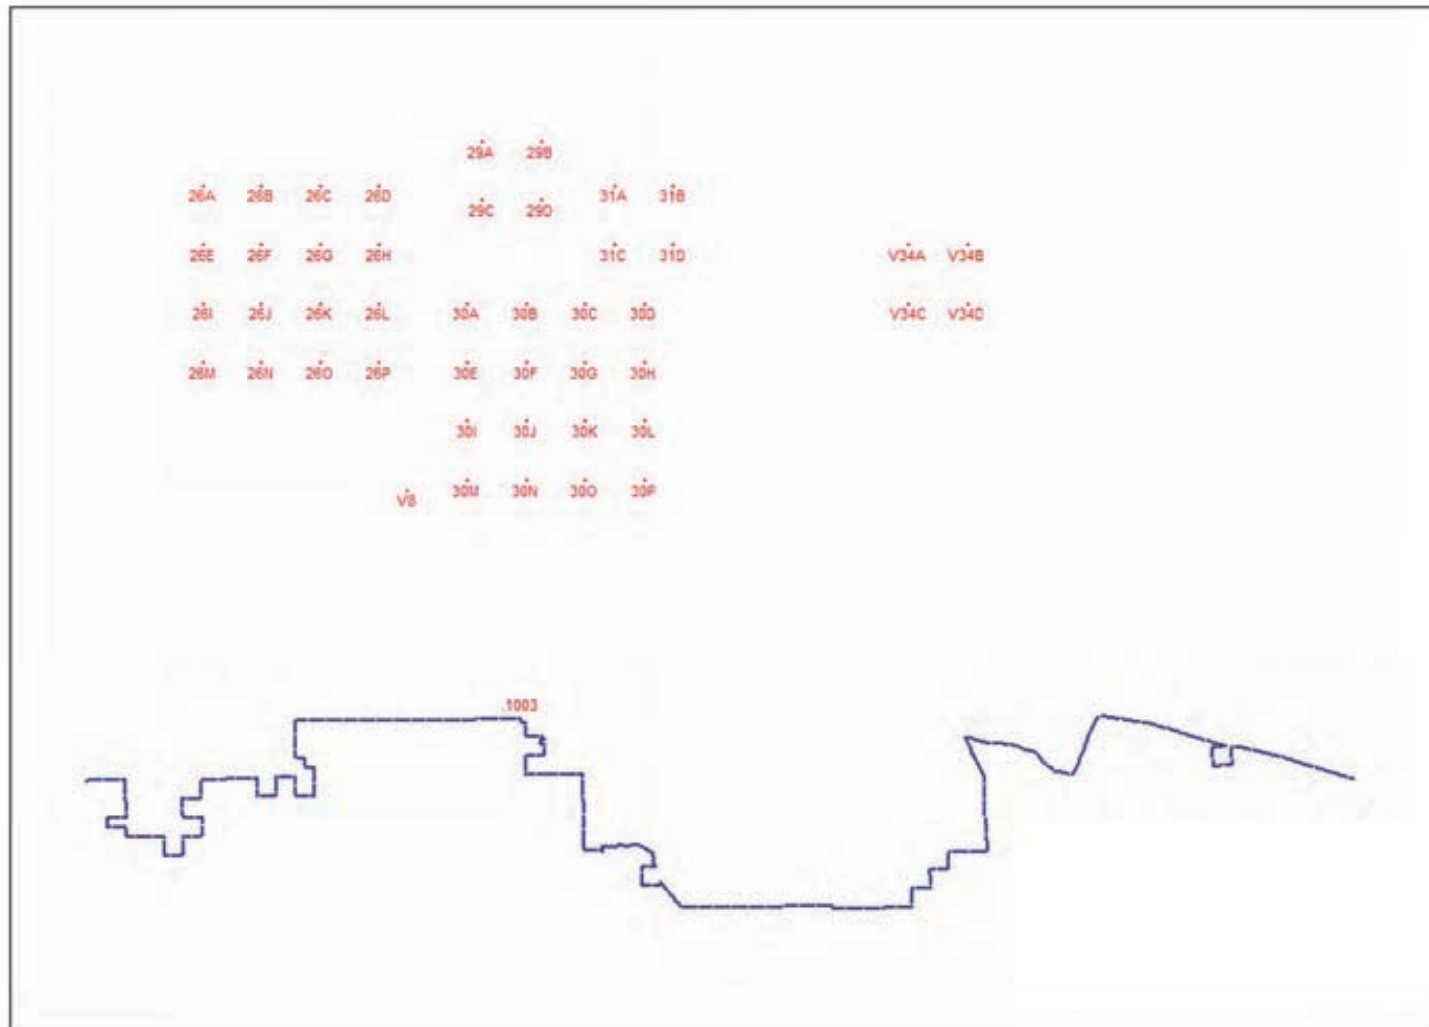 29A 29B
26A 26B 26C 26D 31A 31B
29C 29D
26E 26F 26G 26H 31C 31D V34A V34B
26I 26J 26K 26L 30A 30B 30C 30D V34C V34D
26M 26N 26O 26P 30E 30F 30G 30H
30I 30J 30K 30L
30M 30N 30O 30P
V8
.1003